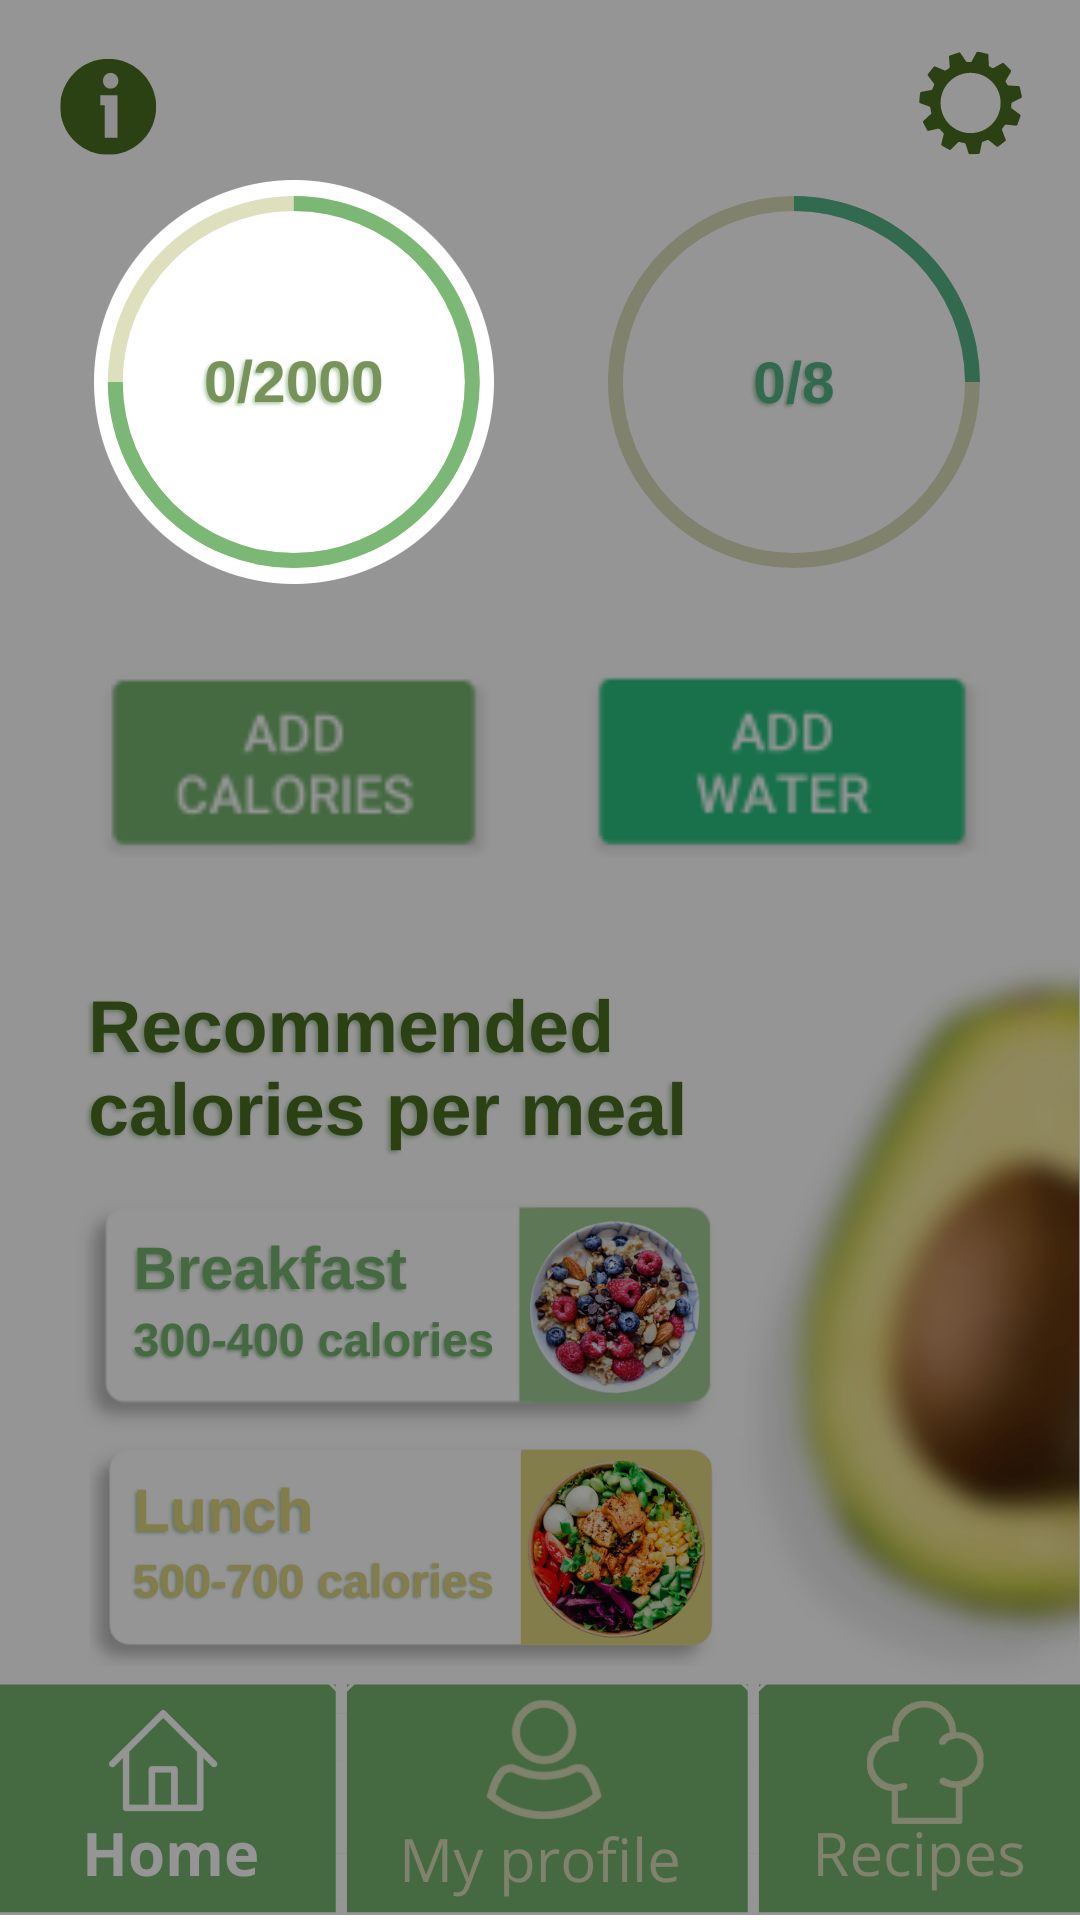 0/2000
0/8
ADD
CALORIES
ADD
WATER
Recommended
calories per meal
Breakfast
300-400 calories
Lunch
500-700 calories
Home
My profile
Recipes